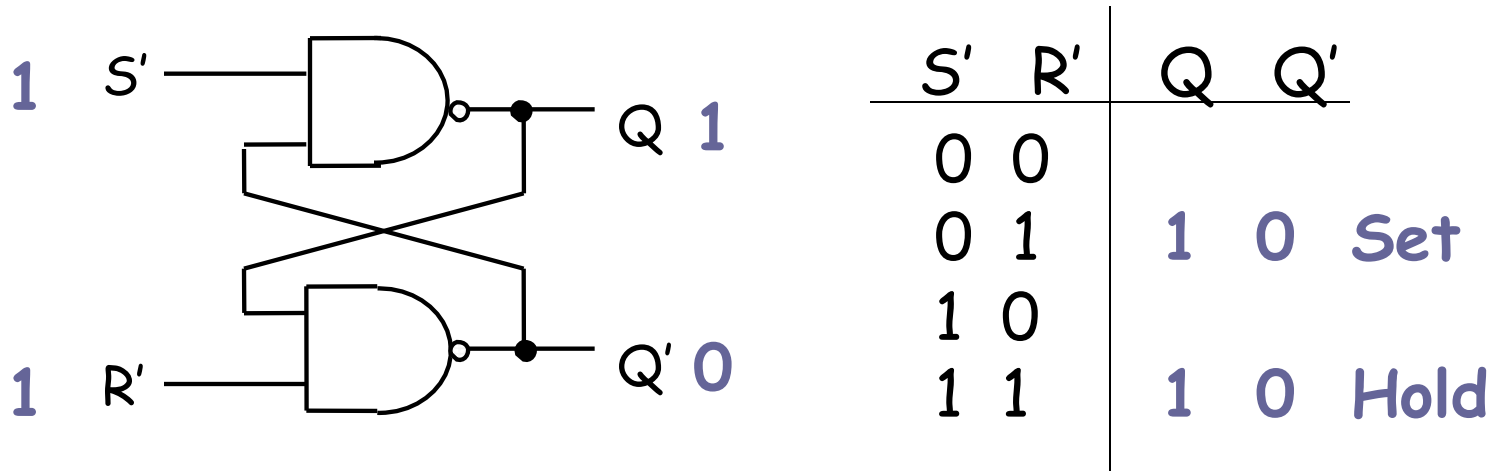 1 S'
Q 1
1 R'
Q' 0
S' R' Q Q'
0 0
0 1 1 0 Set
1 0
1 1 1 0 Hold